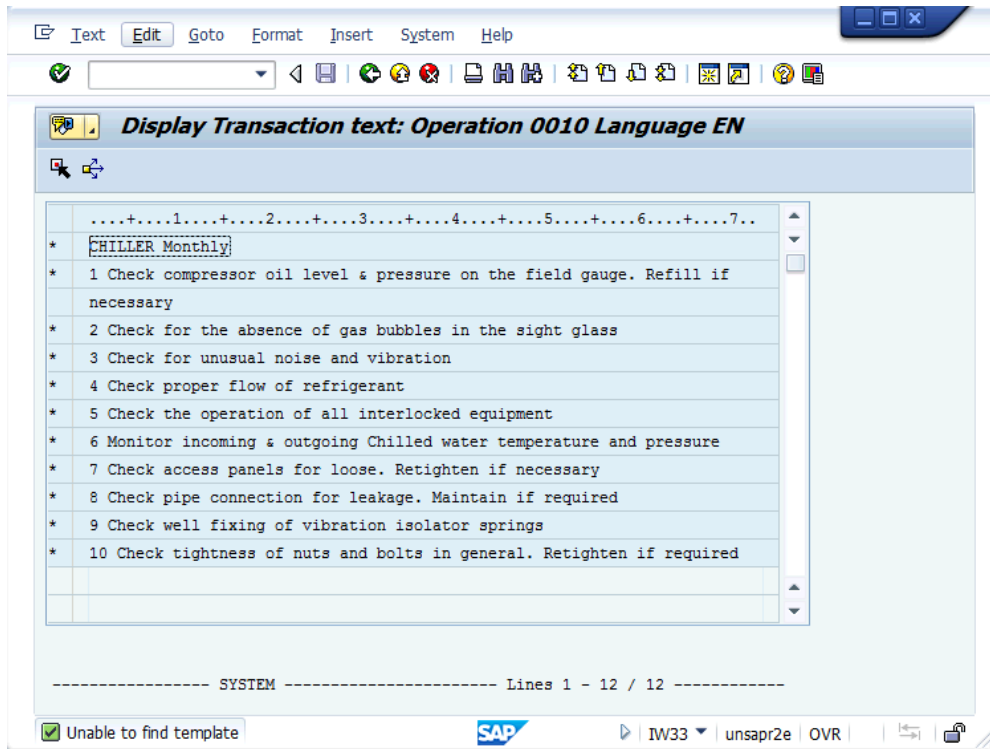 Text Edit Goto Format Insert System Help
Display Transaction text: Operation 0010 Language EN
....+....1....+....2....+....3....+....4....+....5....+....6....+....7..
* CHILLER Monthly
* 1 Check compressor oil level & pressure on the field gauge. Refill if
necessary
* 2 Check for the absence of gas bubbles in the sight glass
* 3 Check for unusual noise and vibration
* 4 Check proper flow of refrigerant
* 5 Check the operation of all interlocked equipment
* 6 Monitor incoming & outgoing Chilled water temperature and pressure
* 7 Check access panels for loose. Retighten if necessary
* 8 Check pipe connection for leakage. Maintain if required
* 9 Check well fixing of vibration isolator springs
* 10 Check tightness of nuts and bolts in general. Retighten if required
----------------- SYSTEM ----------------------- Lines 1 - 12 / 12 ------------
Unable to find template SAP IW33 unsapr2e OVR